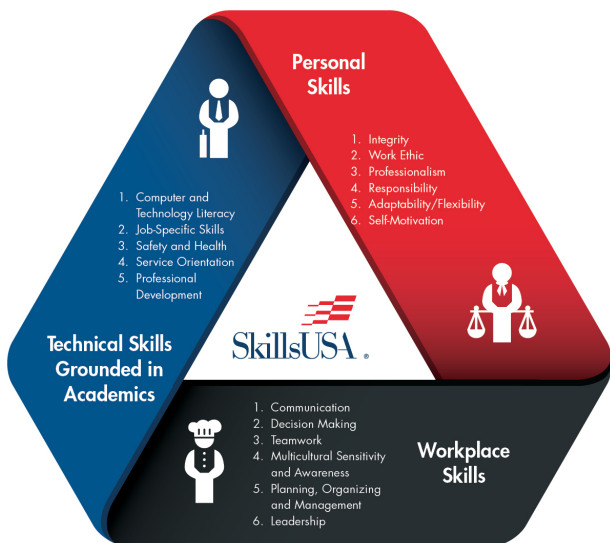 Personal
Skills
1. Integrity
2. Work Ethic
3. Professionalism
4. Responsibility
5. Adaptability/Flexibility
6. Self-Motivation
1. Computer and
Technology Literacy
2. Job-Specific Skills
3. Safety and Health
4. Service Orientation
5. Professional
Development
Technical Skills
Grounded in
Academics
SkillsUSA®
1. Communication
2. Decision Making
3. Teamwork
4. Multicultural Sensitivity
and Awareness
5. Planning, Organizing
and Management
6. Leadership
Workplace
Skills